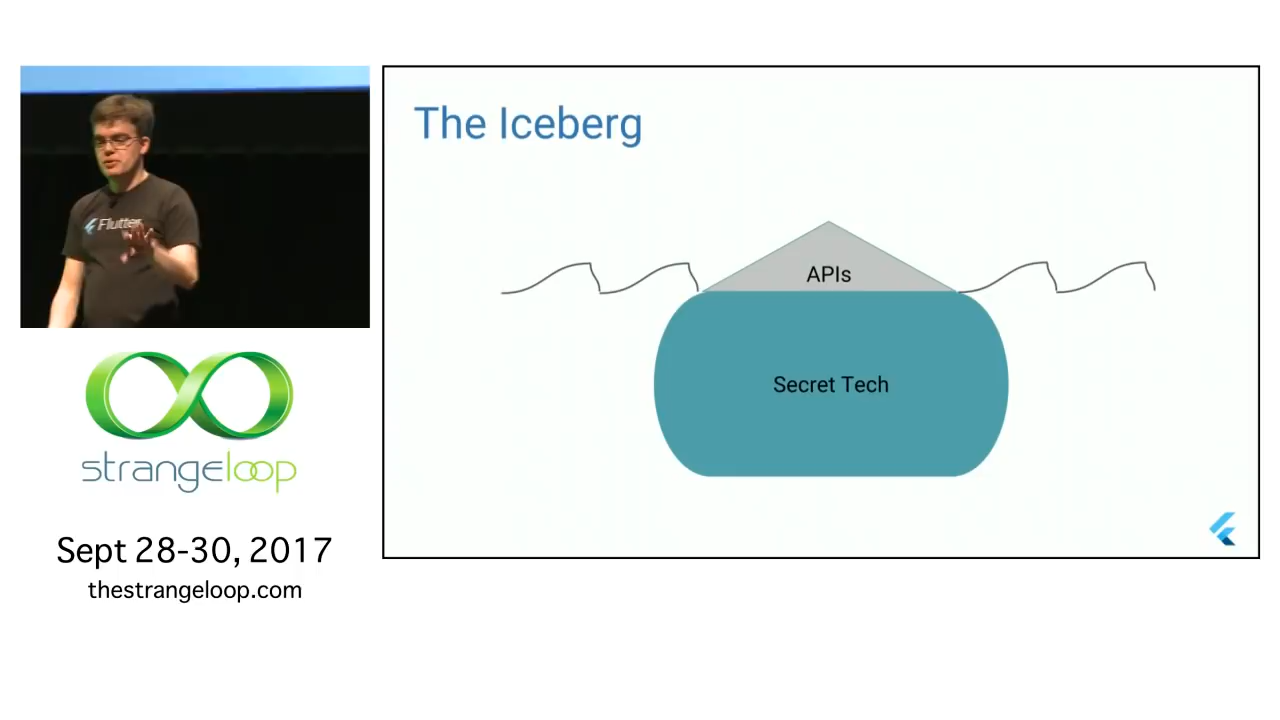 Flutter
strangeloop
Sept 28-30, 2017
thestrangeloop.com
The Iceberg
APIs
Secret Tech